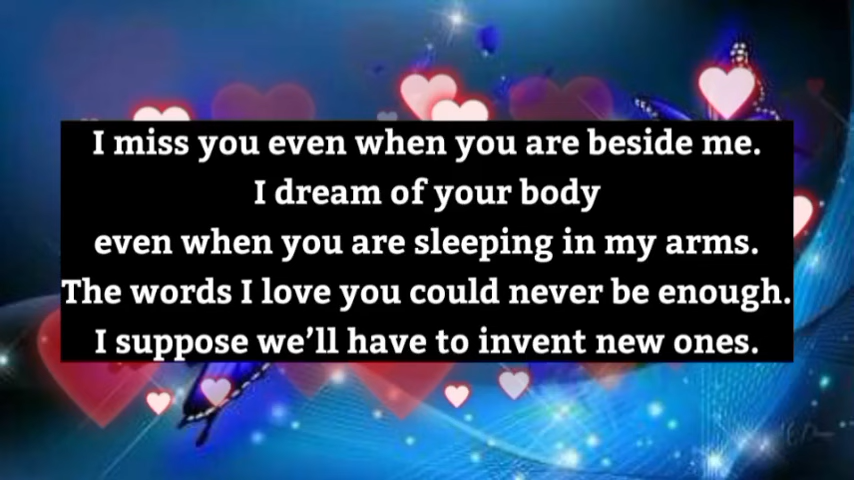 I miss you even when you are beside me.
I dream of your body
even when you are sleeping in my arms.
The words I love you could never be enough.
I suppose we’ll have to invent new ones.